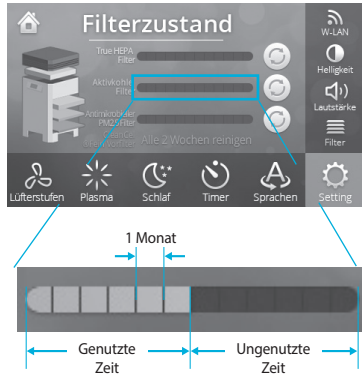 Filterzustand
W-LAN
True HEPA
Filter
Helligkeit
Aktivkohle
Filter
Lautstärke
Antimikrobielles
PM2.5 Filter
Alle 2 Wochen reinigen
Filter
Lüfterstufen
Plasma
Schlaf
Timer
Sprachen
Setting
1 Monat
Genutzte
Zeit
Ungenutzte
Zeit